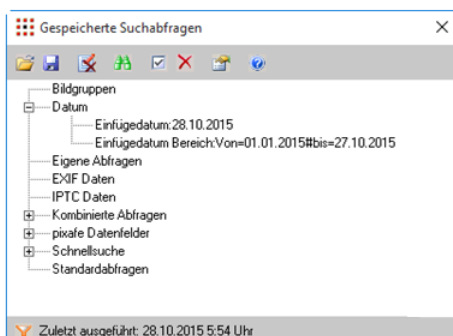 Gespeicherte Suchabfragen
Bildgruppen
Datum
Einfügedatum:28.10.2015
Einfügedatum Bereich:Von=01.01.2015#bis=27.10.2015
Eigene Abfragen
EXIF Daten
IPTC Daten
Kombinierte Abfragen
pixafe Datenfelder
Schnellsuche
Standardabfragen
Zuletzt ausgeführt: 28.10.2015 5:54 Uhr